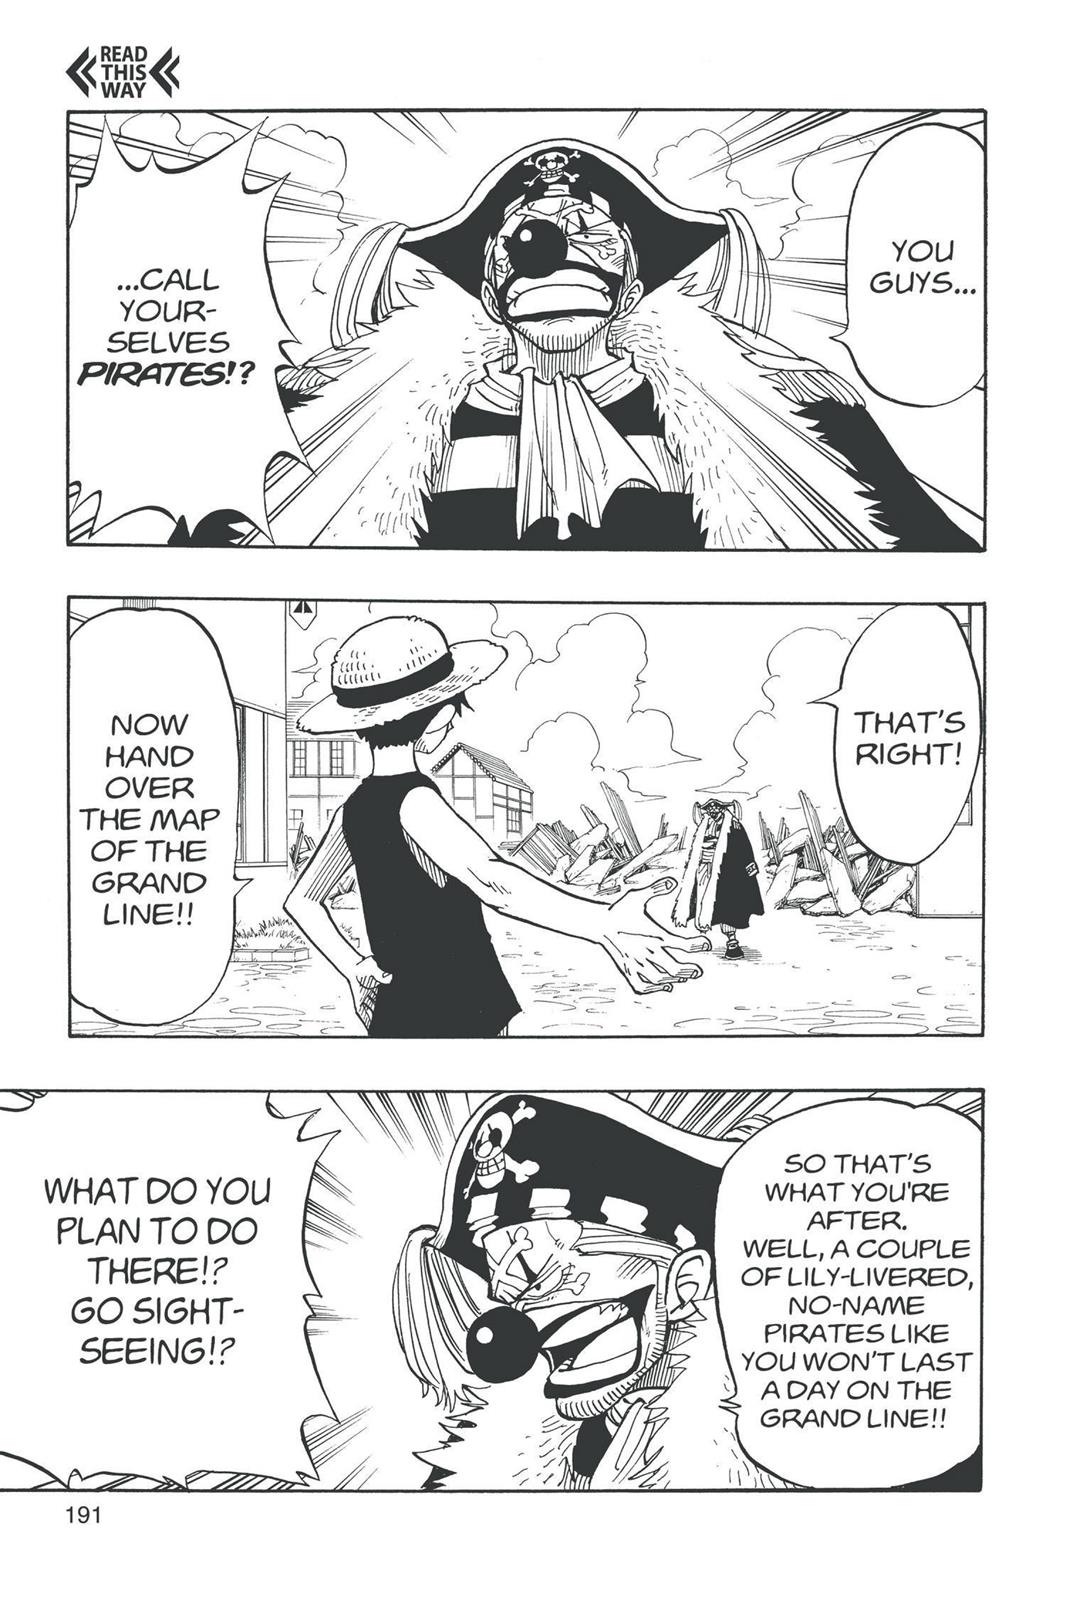 READ
THIS
WAY
YOU
GUYS...
...CALL
YOUR-
SELVES
PIRATES!?
THAT'S
RIGHT!
NOW
HAND
OVER
THE MAP
OF THE
GRAND
LINE!!
SO THAT'S
WHAT YOU'RE
AFTER.
WELL, A COUPLE
OF LILY-LIVERED,
NO-NAME
PIRATES LIKE
YOU WON'T LAST
A DAY ON THE
GRAND LINE!!
WHAT DO YOU
PLAN TO DO
THERE!?
GO SIGHT-
SEEING!?
191